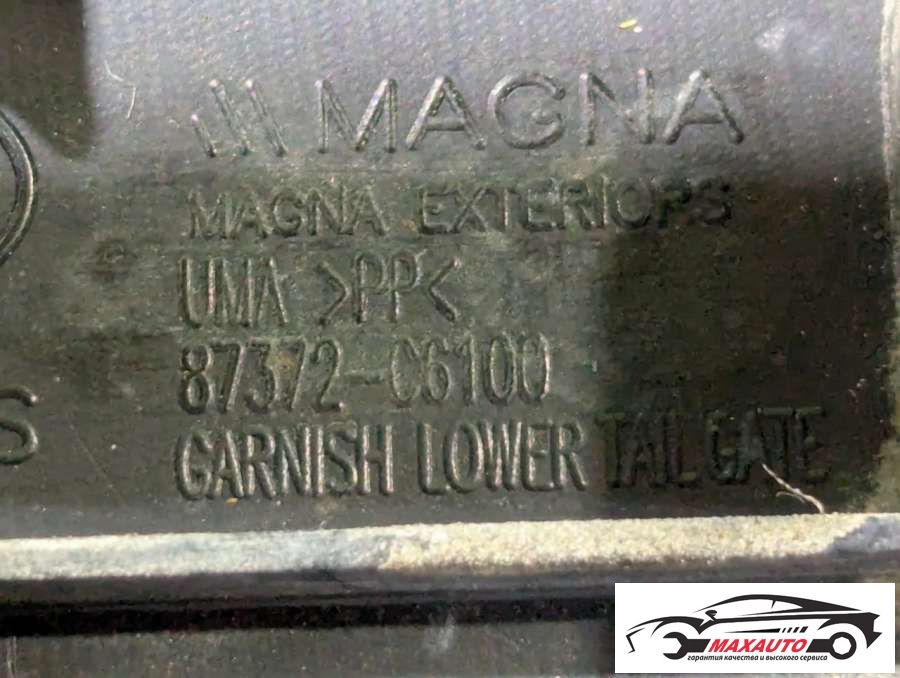 MAGNA
MAGNA EXTERIORS
UMA >PP<
87372-C6100
GARNISH LOWER TAILGATE
S
MAXAUTO
гарантия качества и высокого сервиса